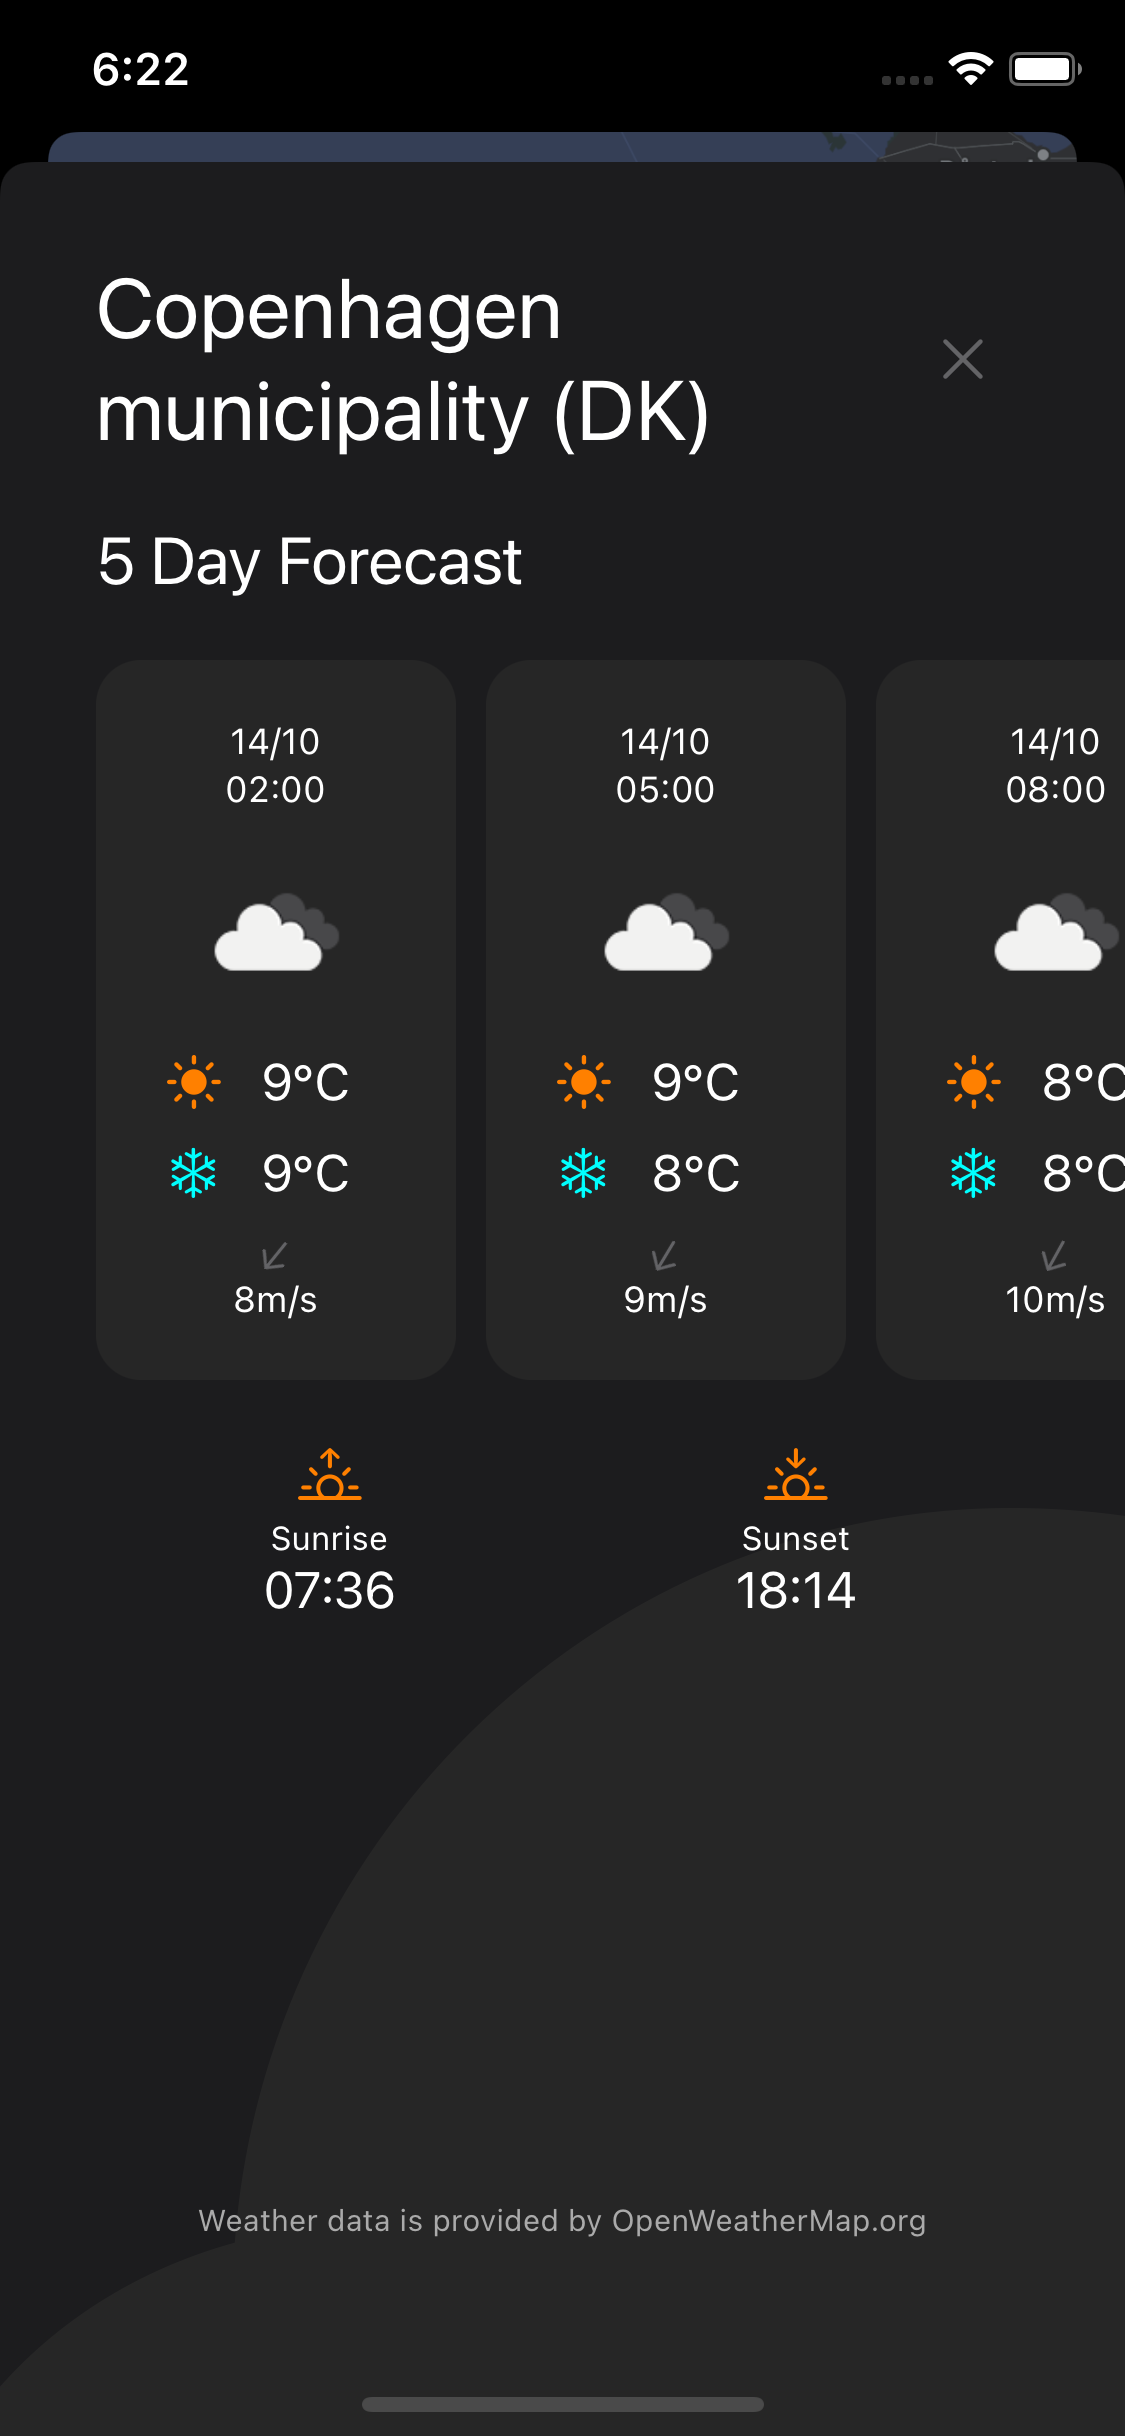 6:22
Copenhagen
municipality (DK)
5 Day Forecast
14/10
02:00
9°C
9°C
8m/s
14/10
05:00
9°C
8°C
9m/s
14/10
08:00
8°C
8°C
10m/s
Sunrise
07:36
Sunset
18:14
Weather data is provided by OpenWeatherMap.org